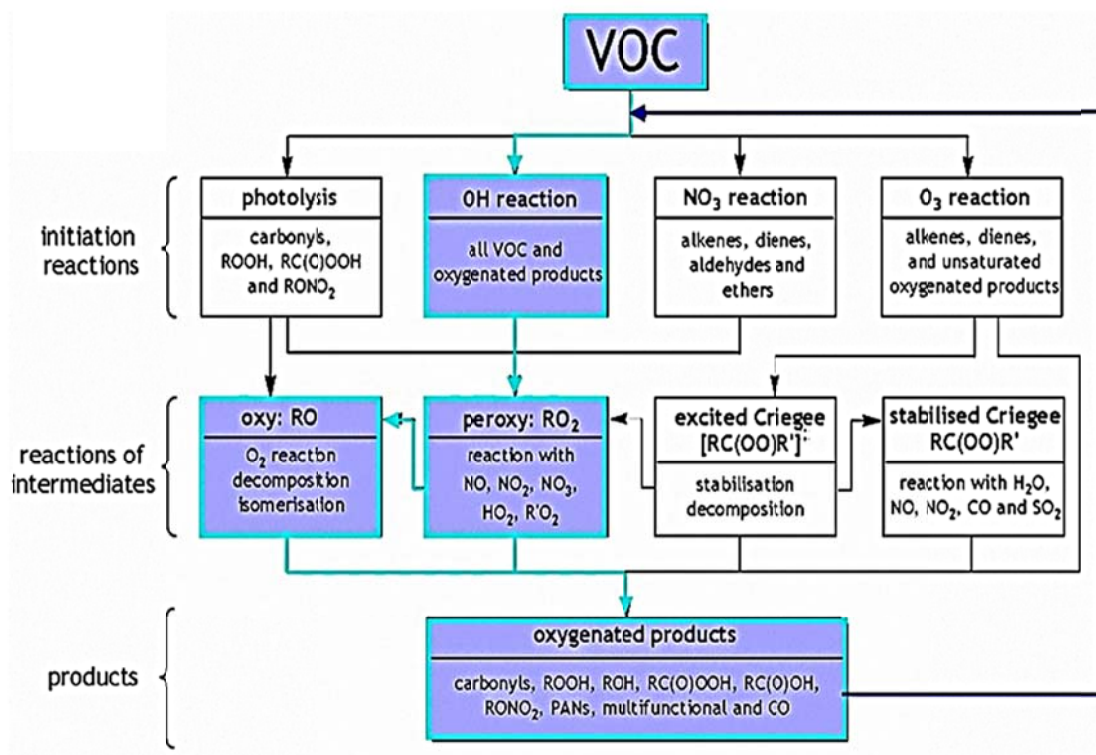 VOC
initiation
reactions
photolysis
carbonyls,
ROOH, RC(C)OOH
and RONO₂
OH reaction
all VOC and
oxygenated products
NO₃ reaction
alkenes, dienes,
aldehydes and
ethers
O₃ reaction
alkenes, dienes,
and unsaturated
oxygenated products
reactions of
intermediates
oxy: RO
O₂ reaction
decomposition
isomerisation
peroxy: RO₂
reaction with
NO, NO₂, NO₃,
HO₂, R'O₂
excited Criegee
[RC(OO)R']‡
stabilisation
decomposition
stabilised Criegee
RC(OO)R'
reaction with H₂O,
NO, NO₂, CO and SO₂
products
oxygenated products
carbonyls, ROOH, ROH, RC(O)OOH, RC(O)OH,
RONO₂, PANs, multifunctional and CO